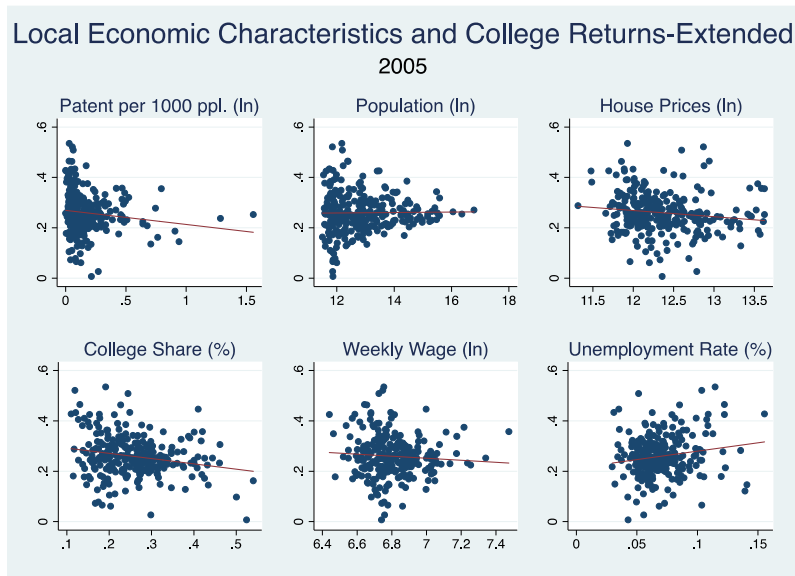 Local Economic Characteristics and College Returns-Extended
2005
Patent per 1000 ppl. (ln)
Population (ln)
House Prices (ln)
0 .2 .4 .6
0 .2 .4 .6
0 .2 .4 .6
0 .5 1 1.5
12 14 16 18
11.5 12 12.5 13 13.5
College Share (%)
Weekly Wage (ln)
Unemployment Rate (%)
0 .2 .4 .6
0 .2 .4 .6
0 .2 .4 .6
.1 .2 .3 .4 .5
6.4 6.6 6.8 7 7.2 7.4
0 .05 .1 .15